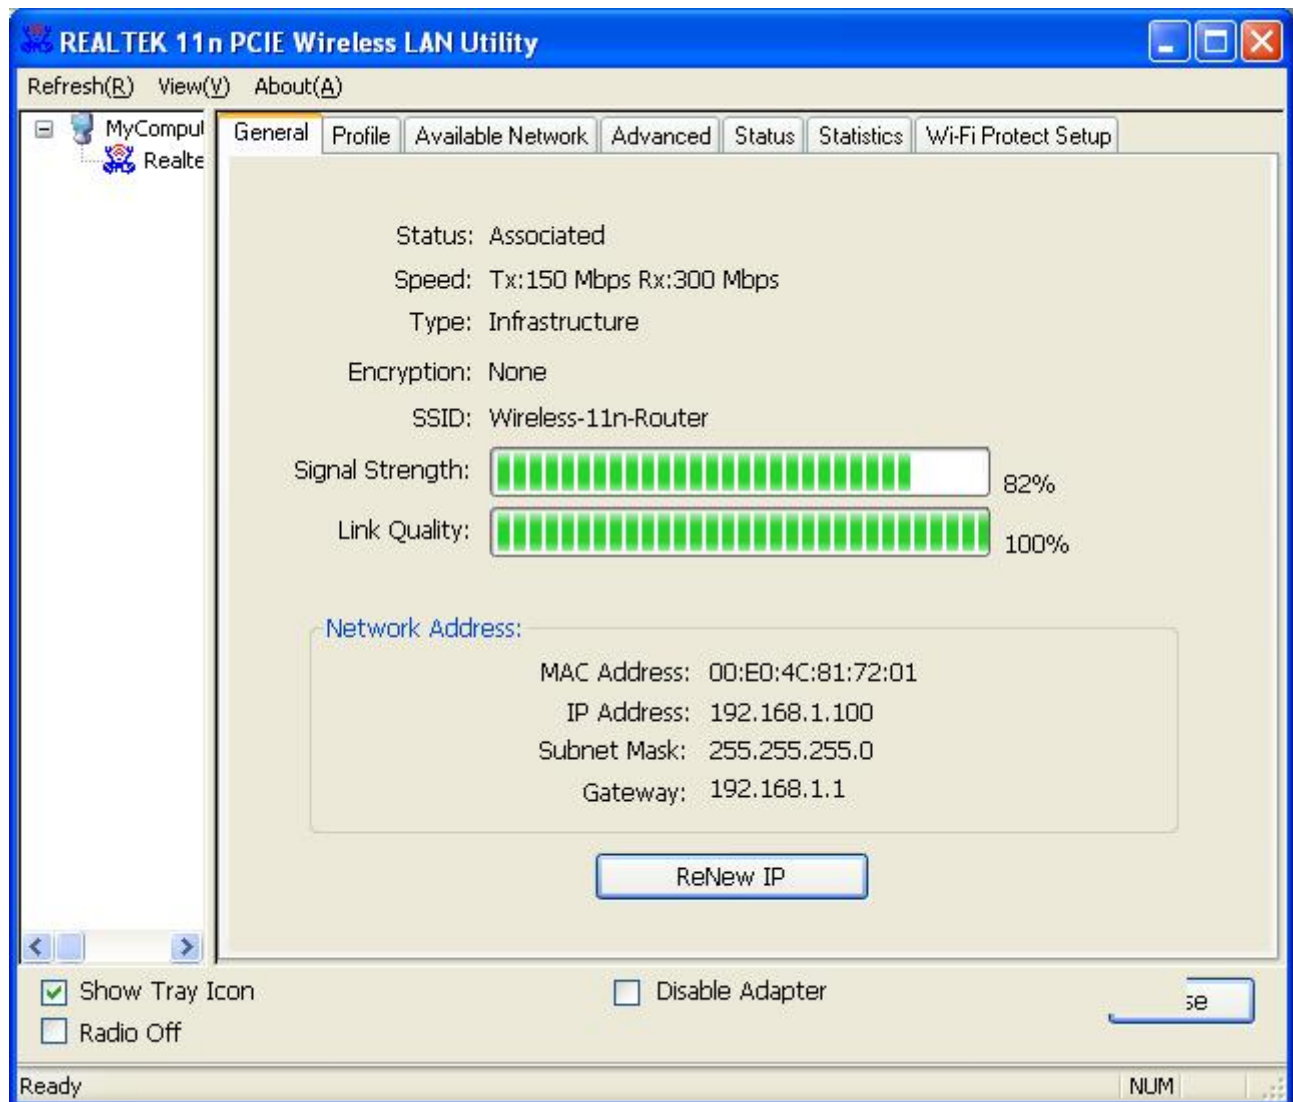 REALTEK 11n PCIE Wireless LAN Utility
Refresh(R) View(V) About(A)
MyComput
Realte
General Profile Available Network Advanced Status Statistics Wi-Fi Protect Setup
Status: Associated
Speed: Tx:150 Mbps Rx:300 Mbps
Type: Infrastructure
Encryption: None
SSID: Wireless-11n-Router
Signal Strength: 82%
Link Quality: 100%
Network Address:
MAC Address: 00:E0:4C:81:72:01
IP Address: 192.168.1.100
Subnet Mask: 255.255.255.0
Gateway: 192.168.1.1
ReNew IP
Show Tray Icon
Disable Adapter
se
Radio Off
Ready
NUM